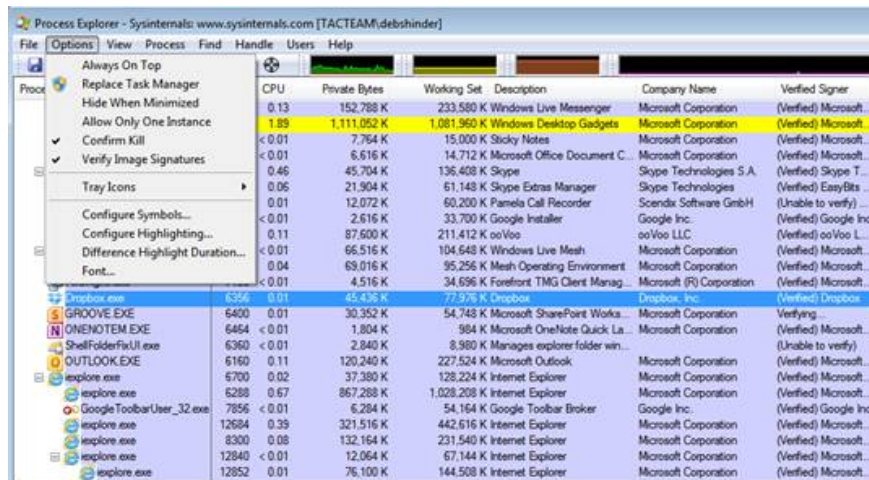 Process Explorer - Sysinternals: www.sysinternals.com [TACTEAM\debshinder]
File Options View Process Find Handle Users Help
Always On Top
Replace Task Manager
Hide When Minimized
Allow Only One Instance
Confirm Kill
Verify Image Signatures
Tray Icons
Configure Symbols...
Configure Highlighting...
Difference Highlight Duration...
Font...
Proce CPU Private Bytes Working Set Description Company Name Verified Signer
0.13 152,788 K 233,580 K Windows Live Messenger Microsoft Corporation (Verified) Microsoft...
1.89 1,111,052 K 1,081,960 K Windows Desktop Gadgets Microsoft Corporation (Verified) Microsoft...
< 0.01 7,764 K 15,000 K Sticky Notes Microsoft Corporation (Verified) Microsoft...
< 0.01 6,616 K 14,712 K Microsoft Office Document C... Microsoft Corporation (Verified) Microsoft...
0.46 45,704 K 136,408 K Skype Skype Technologies S.A. (Verified) Skype T...
0.06 21,904 K 61,148 K Skype Extras Manager Skype Technologies (Verified) EasyBits ...
0.01 12,072 K 60,200 K Pamela Call Recorder Scendix Software GmbH (Unable to verify) ...
< 0.01 2,616 K 33,700 K Google Installer Google Inc. (Verified) Google Inc
0.11 87,600 K 211,412 K ooVoo ooVoo LLC (Verified) ooVoo L...
< 0.01 66,516 K 104,648 K Windows Live Mesh Microsoft Corporation (Verified) Microsoft...
0.04 69,016 K 95,256 K Mesh Operating Environment Microsoft Corporation (Verified) Microsoft...
< 0.01 4,516 K 34,696 K Forefront TMG Client Manag... Microsoft (R) Corporation (Verified) Microsoft...
Dropbox.exe 6356 0.01 45,436 K 77,976 K Dropbox Dropbox, Inc. (Verified) Dropbox
GROOVE.EXE 6400 0.01 30,352 K 54,748 K Microsoft SharePoint Works... Microsoft Corporation Verifying...
ONENOTEM.EXE 6464 < 0.01 1,804 K 984 K Microsoft OneNote Quick La... Microsoft Corporation (Verified) Microsoft...
ShellFolderFixUI.exe 6360 < 0.01 2,840 K 8,980 K Manages explorer folder win... (Unable to verify)
OUTLOOK.EXE 6160 0.11 120,240 K 227,524 K Microsoft Outlook Microsoft Corporation (Verified) Microsoft...
iexplore.exe 6700 0.02 37,380 K 128,224 K Internet Explorer Microsoft Corporation (Verified) Microsoft...
iexplore.exe 6288 0.67 867,288 K 1,028,208 K Internet Explorer Microsoft Corporation (Verified) Microsoft...
GoogleToolbarUser_32.exe 7856 < 0.01 6,284 K 54,164 K Google Toolbar Broker Google Inc. (Verified) Google Inc
iexplore.exe 12684 0.39 321,516 K 442,616 K Internet Explorer Microsoft Corporation (Verified) Microsoft...
iexplore.exe 8300 0.08 132,164 K 231,540 K Internet Explorer Microsoft Corporation (Verified) Microsoft...
iexplore.exe 12840 < 0.01 12,064 K 67,144 K Internet Explorer Microsoft Corporation (Verified) Microsoft...
iexplore.exe 12852 0.01 76,100 K 144,508 K Internet Explorer Microsoft Corporation (Verified) Microsoft...